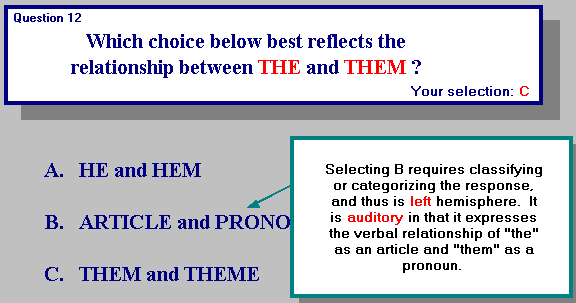 Question 12
Which choice below best reflects the
relationship between THE and THEM ?
Your selection: C
A. HE and HEM
B. ARTICLE and PRONO
C. THEM and THEME
Selecting B requires classifying
or categorizing the response,
and thus is left hemisphere. It
is auditory in that it expresses
the verbal relationship of "the"
as an article and "them" as a
pronoun.